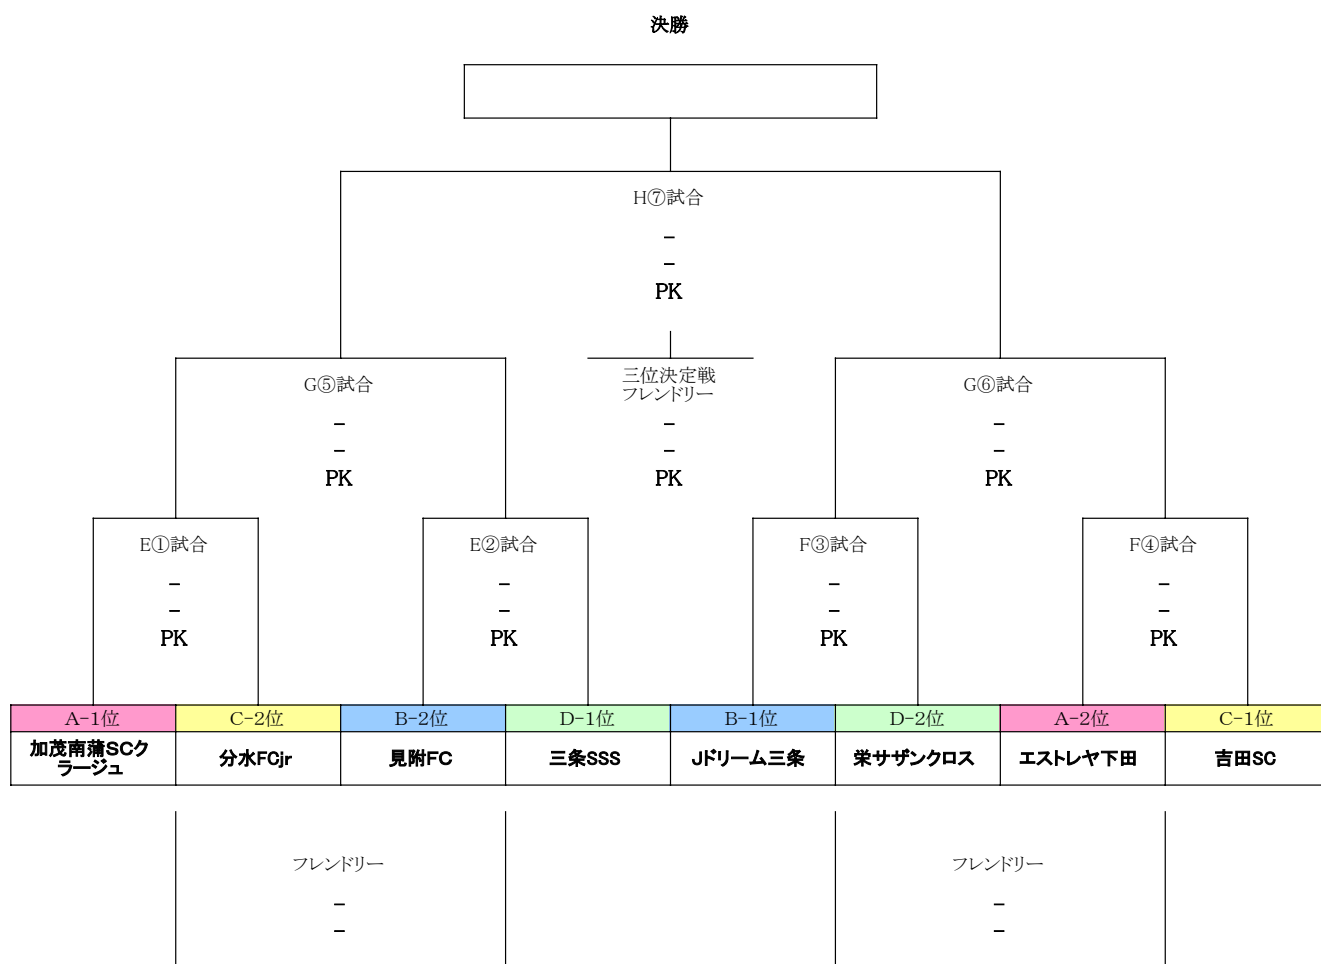 決勝
H⑦試合
-
-
PK
G⑤試合
三位決定戦
フレンドリー
G⑥試合
- - -
- - -
PK PK PK
E①試合 E②試合 F③試合 F④試合
- - - -
- - - -
PK PK PK PK
A-1位 C-2位 B-2位 D-1位 B-1位 D-2位 A-2位 C-1位
加茂南蒲SCク
ラージュ
分水FCjr 見附FC 三条SSS Jドリーム三条 栄サザンクロス エストレヤ下田 吉田SC
フレンドリー フレンドリー
- -
- -